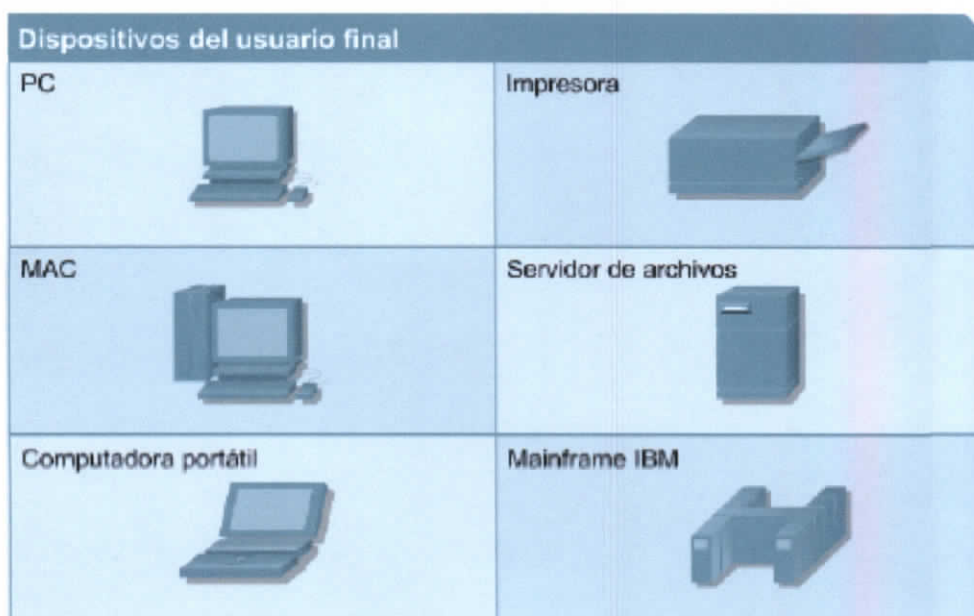 Dispositivos del usuario final
PC
Impresora
MAC
Servidor de archivos
Computadora portátil
Mainframe IBM